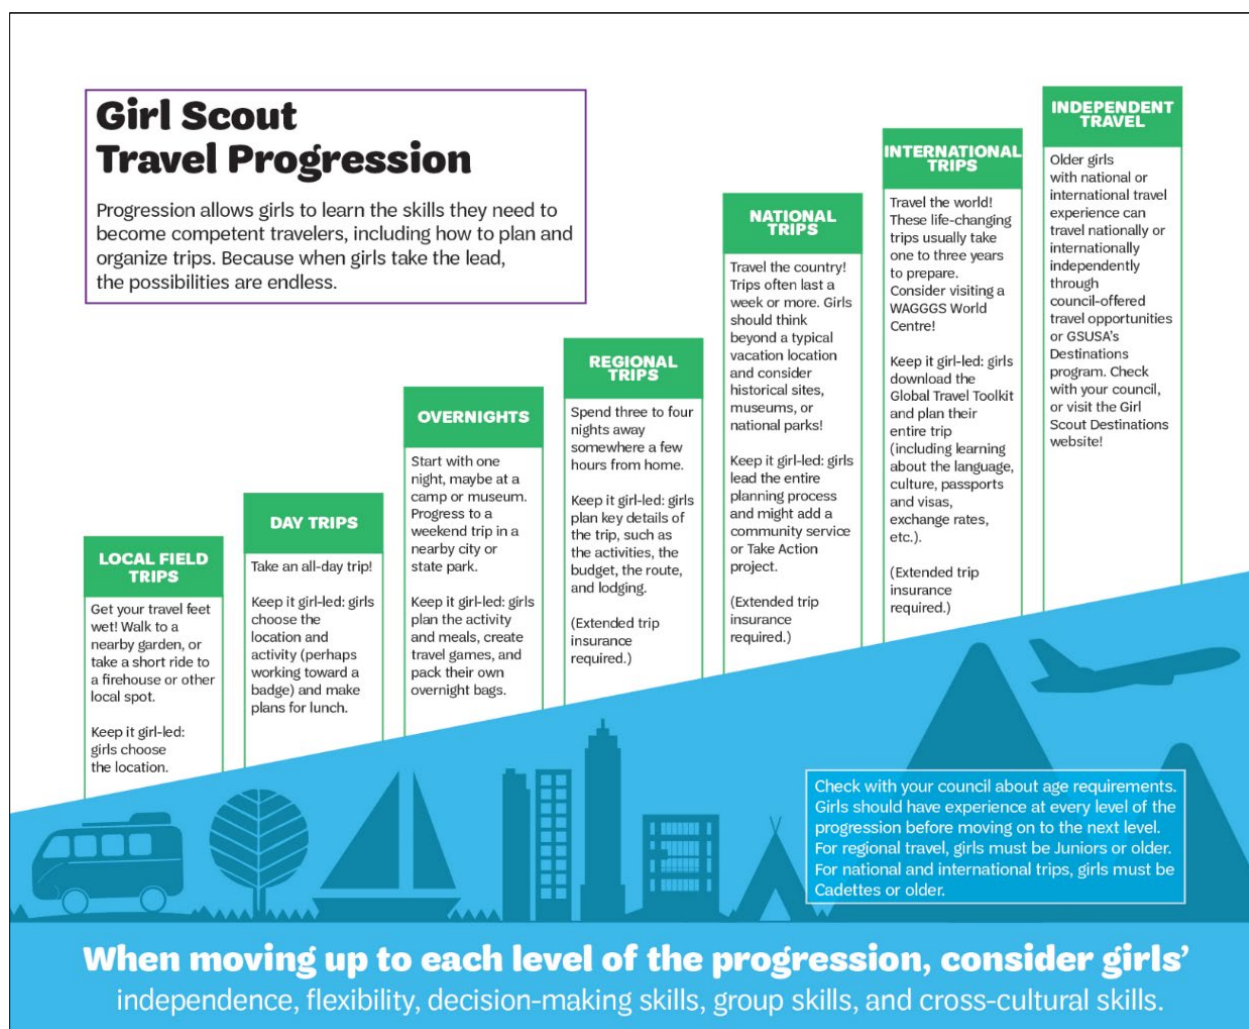 Girl Scout
Travel Progression
Progression allows girls to learn the skills they need to
become competent travelers, including how to plan and
organize trips. Because when girls take the lead,
the possibilities are endless.
LOCAL FIELD
TRIPS
Get your travel feet
wet! Walk to a
nearby garden, or
take a short ride to
a firehouse or other
local spot.
Keep it girl-led:
girls choose
the location.
DAY TRIPS
Take an all-day trip!
Keep it girl-led: girls
choose the
location and
activity (perhaps
working toward a
badge) and make
plans for lunch.
OVERNIGHTS
Start with one
night, maybe at a
camp or museum.
Progress to a
weekend trip in a
nearby city or
state park.
Keep it girl-led: girls
plan the activity
and meals, create
travel games, and
pack their own
overnight bags.
REGIONAL
TRIPS
Spend three to four
nights away
somewhere a few
hours from home.
Keep it girl-led: girls
plan key details of
the trip, such as
the activities, the
budget, the route,
and lodging.
(Extended trip
insurance
required.)
NATIONAL
TRIPS
Travel the country!
Trips often last a
week or more. Girls
should think
beyond a typical
vacation location
and consider
historical sites,
museums, or
national parks!
Keep it girl-led: girls
lead the entire
planning process
and might add a
community service
or Take Action
project.
(Extended trip
insurance
required.)
INTERNATIONAL
TRIPS
Travel the world!
These life-changing
trips usually take
one to three years
to prepare.
Consider visiting a
WAGGGS World
Centre!
Keep it girl-led: girls
download the
Global Travel Toolkit
and plan their
entire trip
(including learning
about the language,
culture, passports
and visas,
exchange rates,
etc.).
(Extended trip
insurance
required.)
INDEPENDENT
TRAVEL
Older girls
with national or
international travel
experience can
travel nationally or
internationally
independently
through
council-offered
travel opportunities
or GSUSA's
Destinations
program. Check
with your council,
or visit the Girl
Scout Destinations
website!
Check with your council about age requirements.
Girls should have experience at every level of the
progression before moving on to the next level.
For regional travel, girls must be Juniors or older.
For national and international trips, girls must be
Cadettes or older.
When moving up to each level of the progression, consider girls'
independence, flexibility, decision-making skills, group skills, and cross-cultural skills.